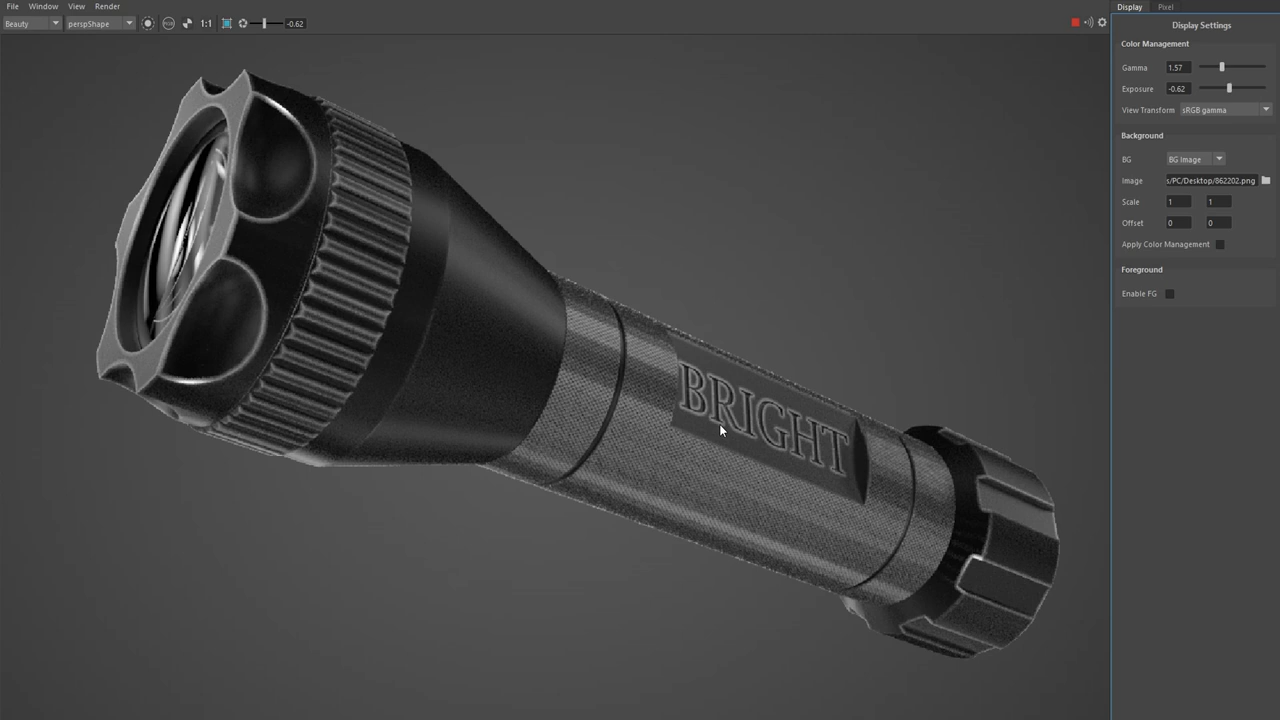 File Window View Render
Beauty perspShape RGB 1:1 -0.62
Display Pixel
Display Settings
Color Management
Gamma 1.57
Exposure -0.62
View Transform sRGB gamma
Background
BG BG Image
Image s/PC/Desktop/862202.png
Scale 1 1
Offset 0 0
Apply Color Management
Foreground
Enable FG
BRIGHT